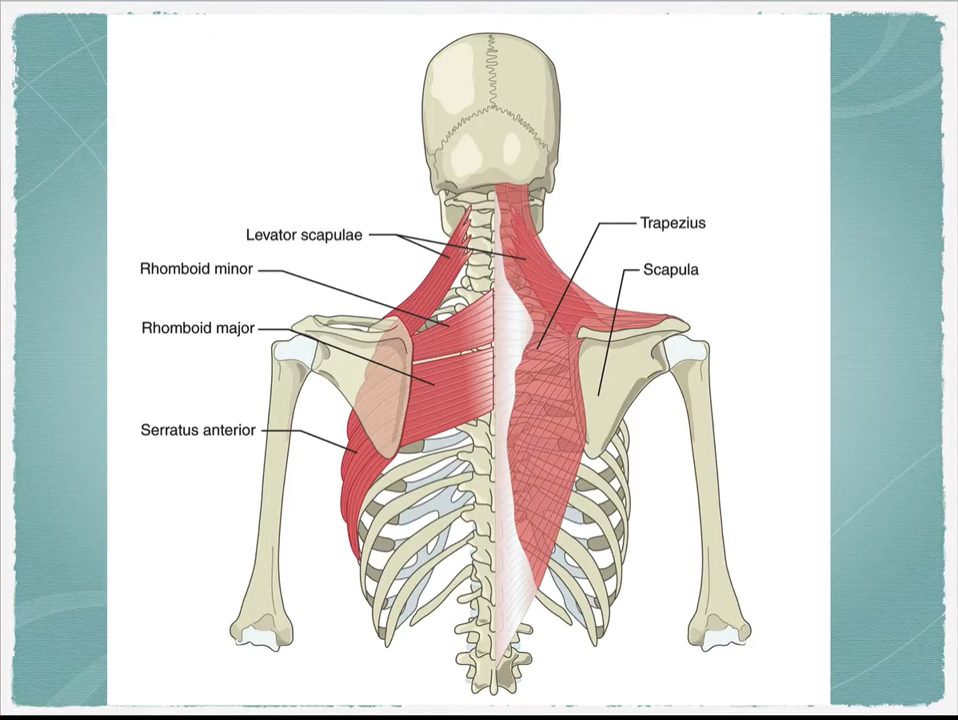 Levator scapulae
Rhomboid minor
Rhomboid major
Serratus anterior
Trapezius
Scapula